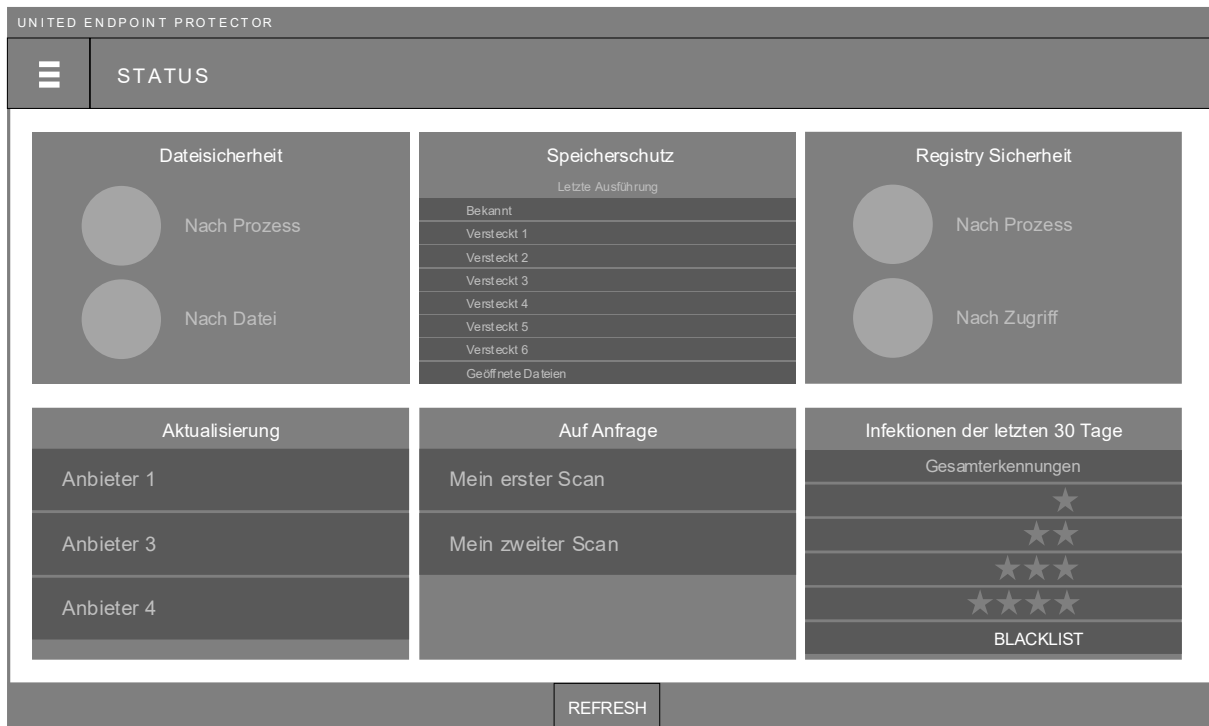 UNITED ENDPOINT PROTECTOR
STATUS
Dateisicherheit
Nach Prozess
Nach Datei
Speicherschutz
Letzte Ausführung
Bekannt
Versteckt 1
Versteckt 2
Versteckt 3
Versteckt 4
Versteckt 5
Versteckt 6
Geöffnete Dateien
Registry Sicherheit
Nach Prozess
Nach Zugriff
Aktualisierung
Anbieter 1
Anbieter 3
Anbieter 4
Auf Anfrage
Mein erster Scan
Mein zweiter Scan
Infektionen der letzten 30 Tage
Gesamterkennungen
BLACKLIST
REFRESH